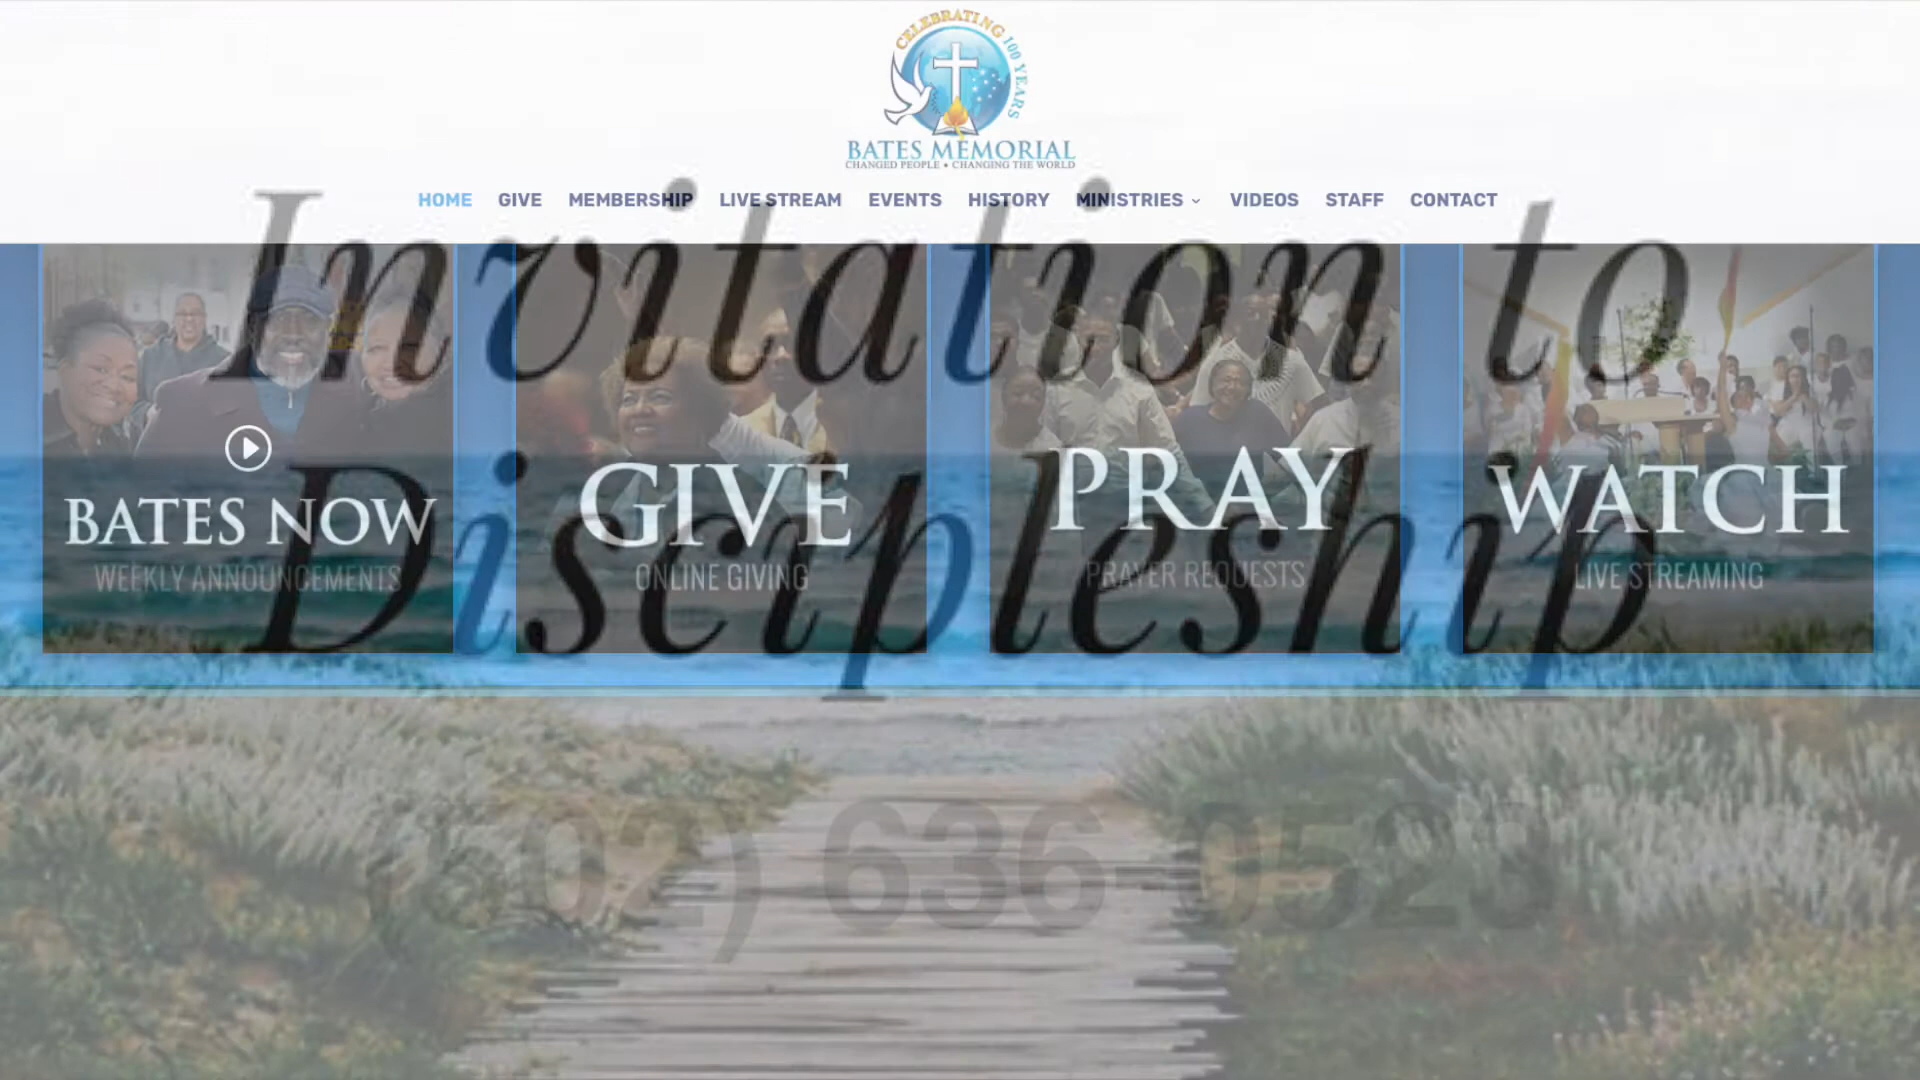 CELEBRATING 100 YEARS
BATES MEMORIAL
CHANGED PEOPLE • CHANGING THE WORLD
HOME GIVE MEMBERSHIP LIVE STREAM EVENTS HISTORY MINISTRIES VIDEOS STAFF CONTACT
Invitation to
Discipleship
BATES NOW
WEEKLY ANNOUNCEMENTS
GIVE
ONLINE GIVING
PRAY
PRAYER REQUESTS
WATCH
LIVE STREAMING
(502) 636-0523